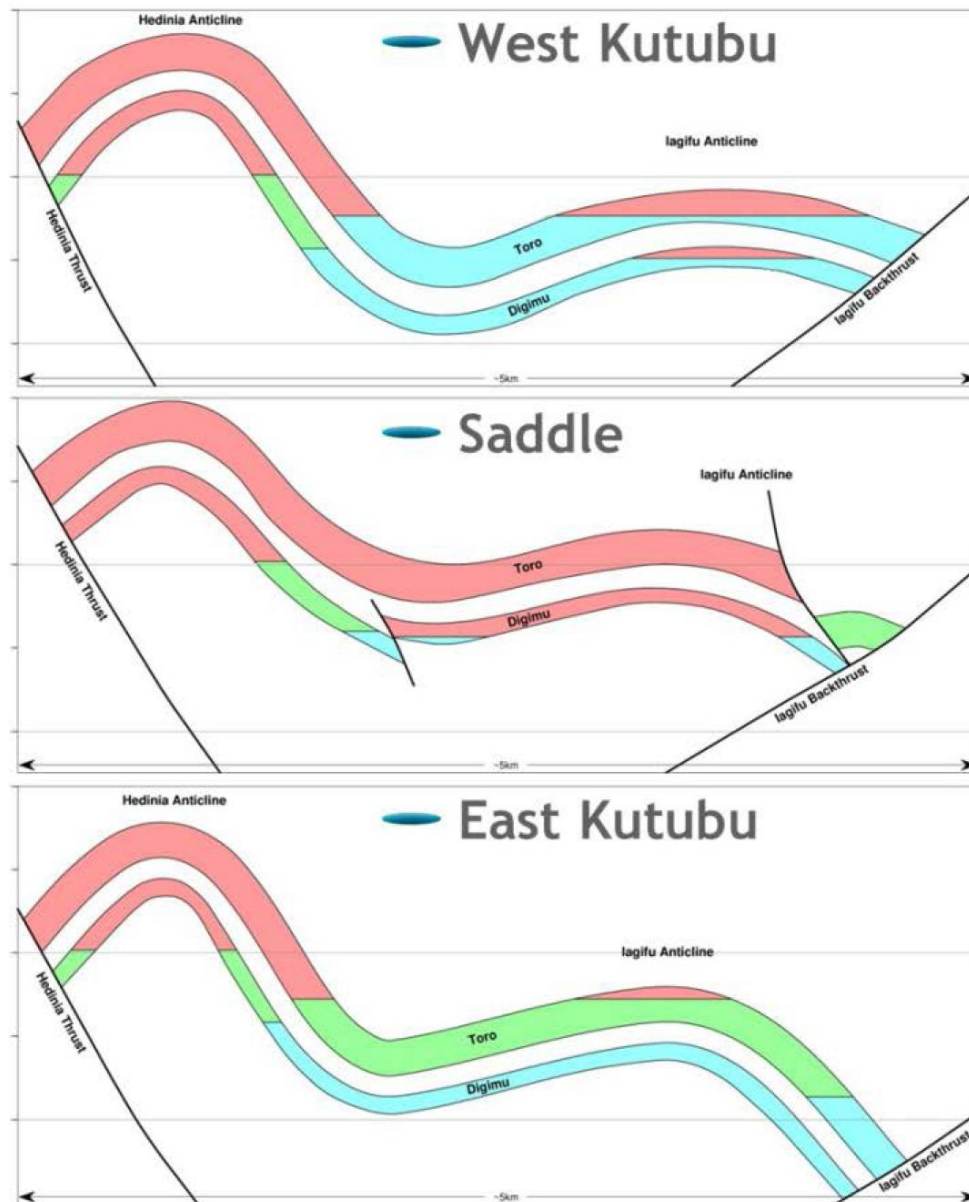 Hedinia Anticline
West Kutubu
Iagifu Anticline
Hedinia Thrust
Toro
Digimu
Iagifu Backthrust
~5km
Saddle
Iagifu Anticline
Hedinia Thrust
Toro
Digimu
Iagifu Backthrust
~5km
Hedinia Anticline
East Kutubu
Iagifu Anticline
Hedinia Thrust
Toro
Digimu
Iagifu Backthrust
~5km